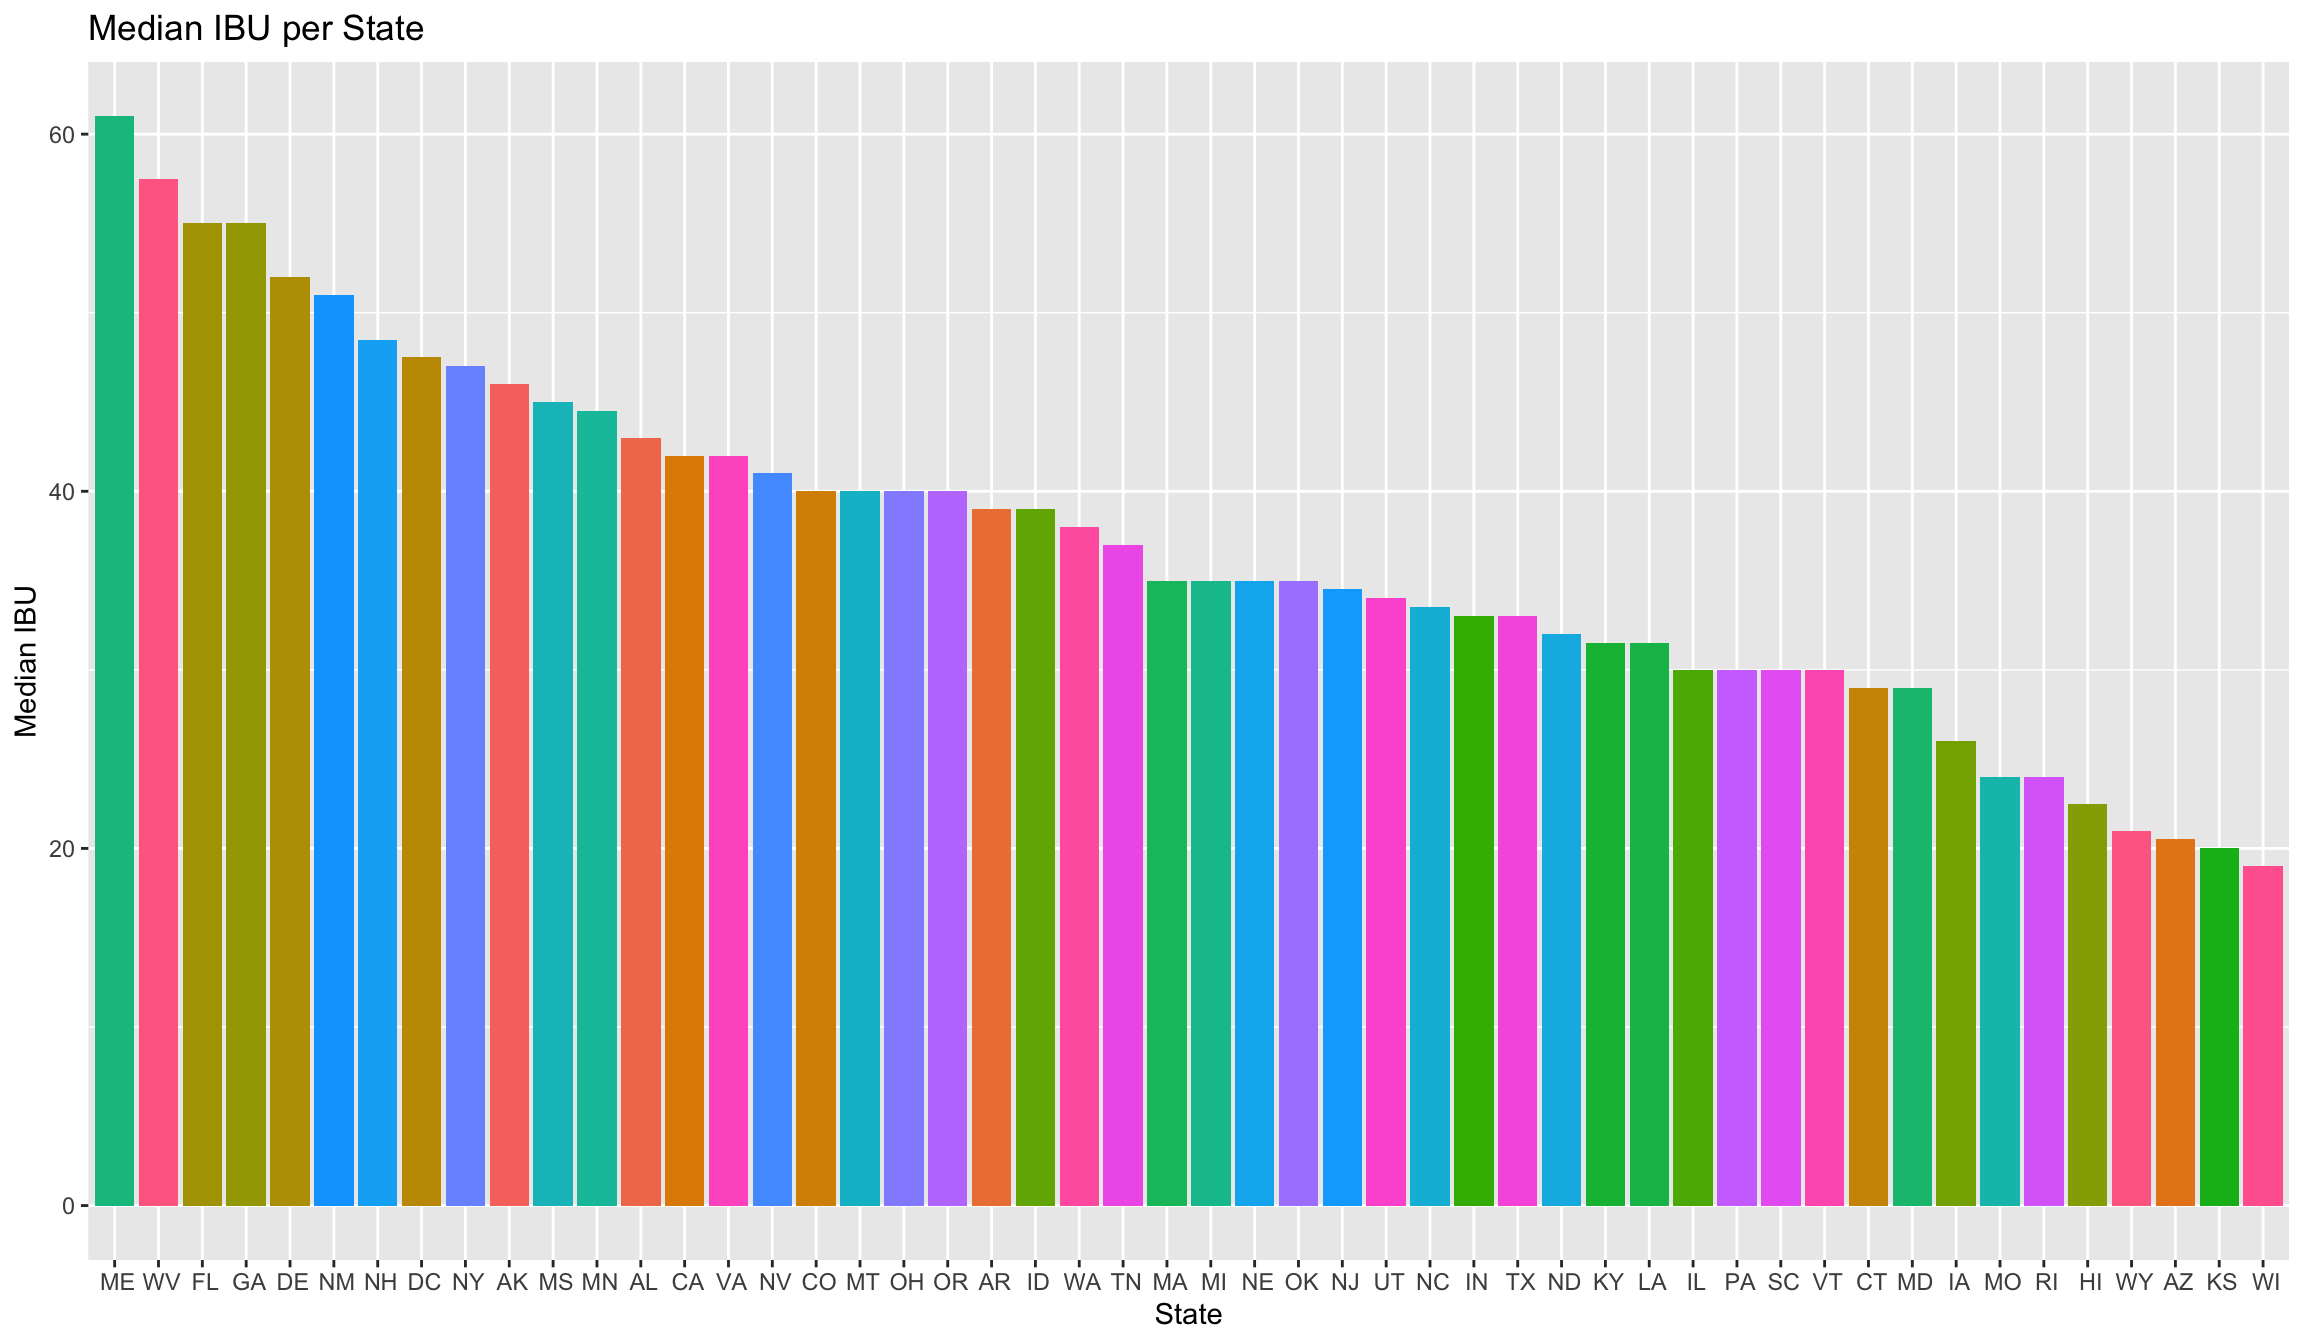 Median IBU per State
60
40
20
0
Median IBU
ME WV FL GA DE NM NH DC NY AK MS MN AL CA VA NV CO MT OH OR AR ID WA TN MA MI NE OK NJ UT NC IN TX ND KY LA IL PA SC VT CT MD IA MO RI HI WY AZ KS WI
State